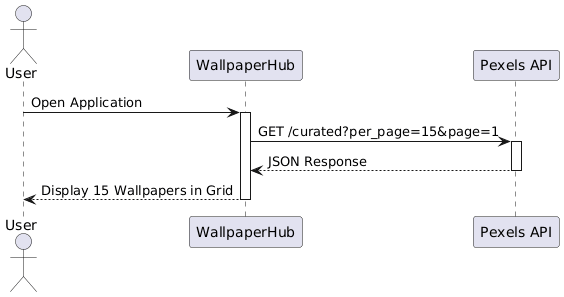 User
WallpaperHub
Pexels API
Open Application
GET /curated?per_page=15&page=1
JSON Response
Display 15 Wallpapers in Grid
User
WallpaperHub
Pexels API